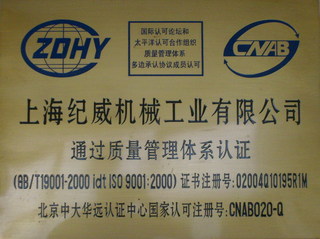 ZDHY
国际认可论坛和
太平洋认可合作组织
质量管理体系
多边承认协议成员认可
CNAB
上海纪威机械工业有限公司
通过质量管理体系认证
(GB/T19001-2000 idt ISO 9001:2000) 证书注册号:02004Q10195R1M
北京中大华远认证中心国家认可注册号:CNAB020-Q